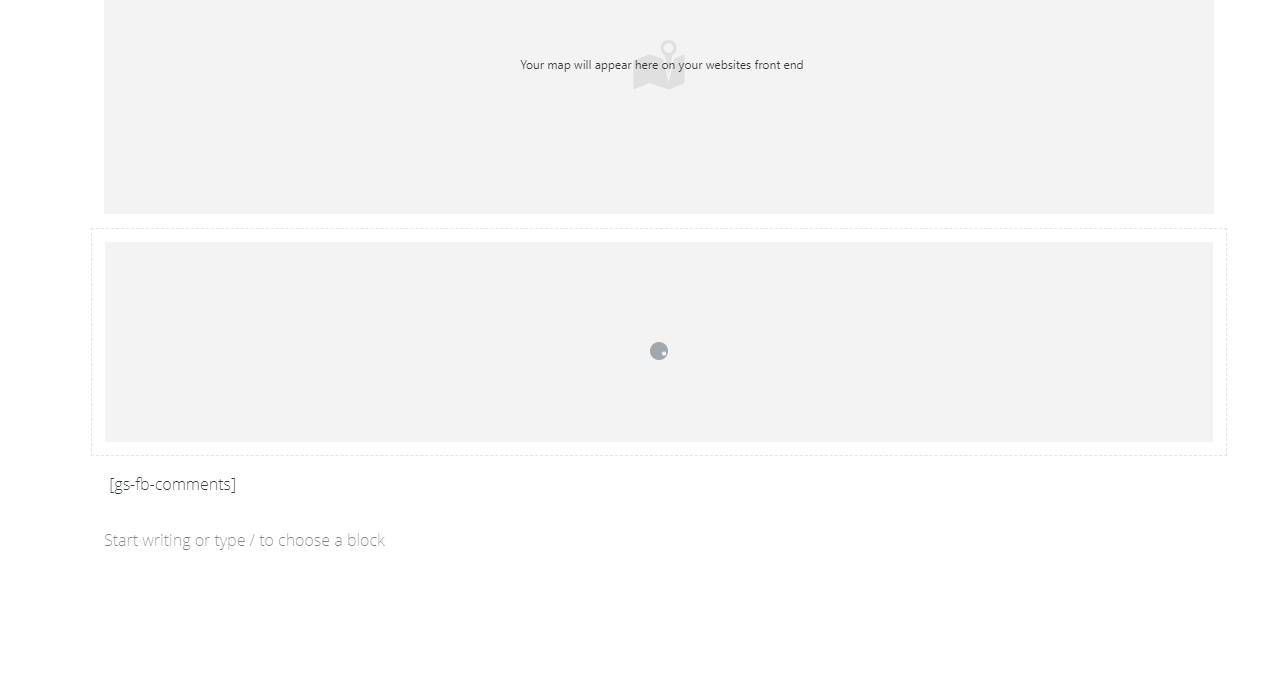 Your map will appear here on your websites front end
[gs-fb-comments]
Start writing or type / to choose a block